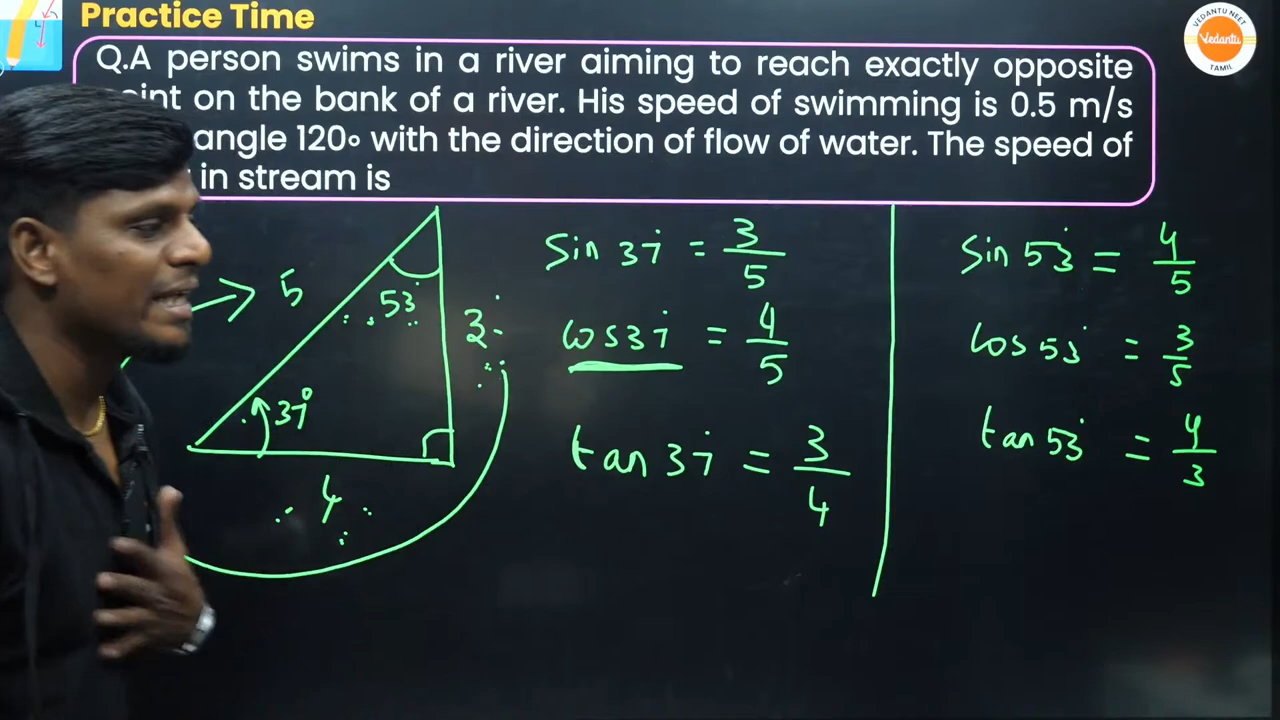 Practice Time
VEDANTU NEET
Vedantu
TAMIL
Q.A person swims in a river aiming to reach exactly opposite
point on the bank of a river. His speed of swimming is 0.5 m/s
angle 120° with the direction of flow of water. The speed of
in stream is
5
53°
3
37°
4
Sin 37° = 3/5
cos 37° = 4/5
tan 37° = 3/4
Sin 53° = 4/5
Cos 53° = 3/5
tan 53° = 4/3